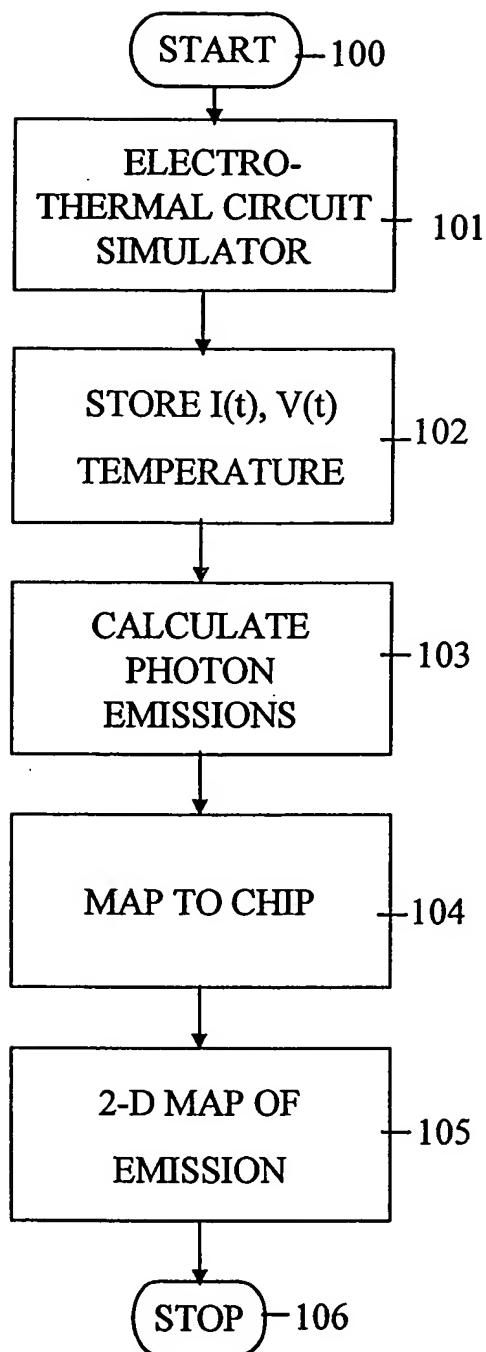 START
100
ELECTRO-
THERMAL CIRCUIT
SIMULATOR
101
STORE I(t), V(t)
TEMPERATURE
102
CALCULATE
PHOTON
EMISSIONS
103
MAP TO CHIP
104
2-D MAP OF
EMISSION
105
STOP
106